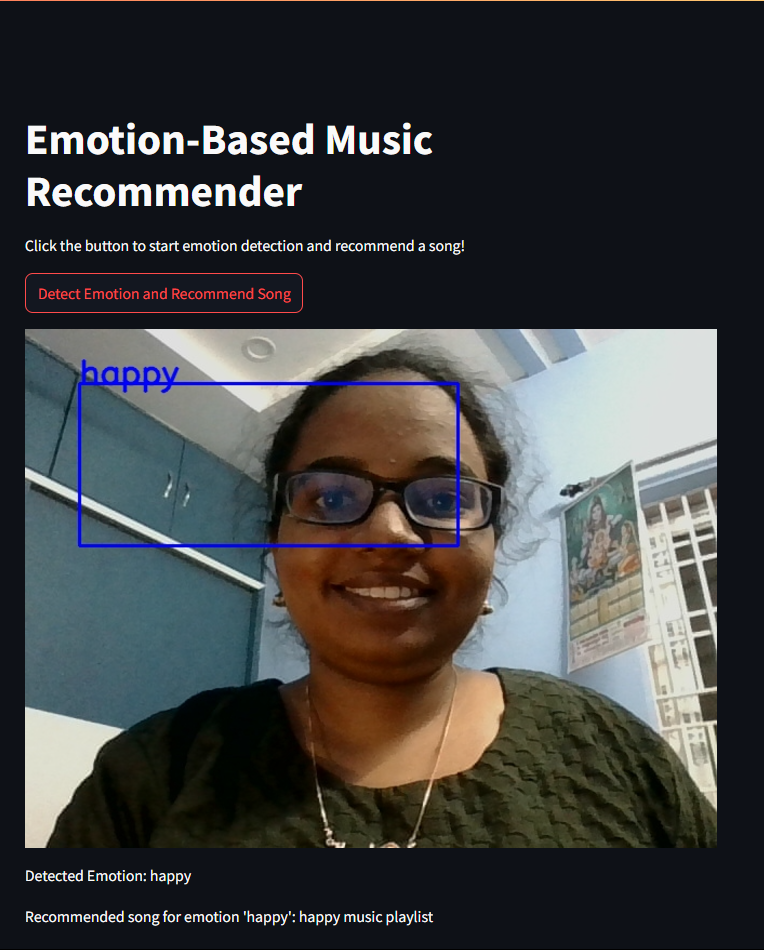 Emotion-Based Music
Recommender
Click the button to start emotion detection and recommend a song!
Detect Emotion and Recommend Song
happy
Detected Emotion: happy
Recommended song for emotion 'happy': happy music playlist